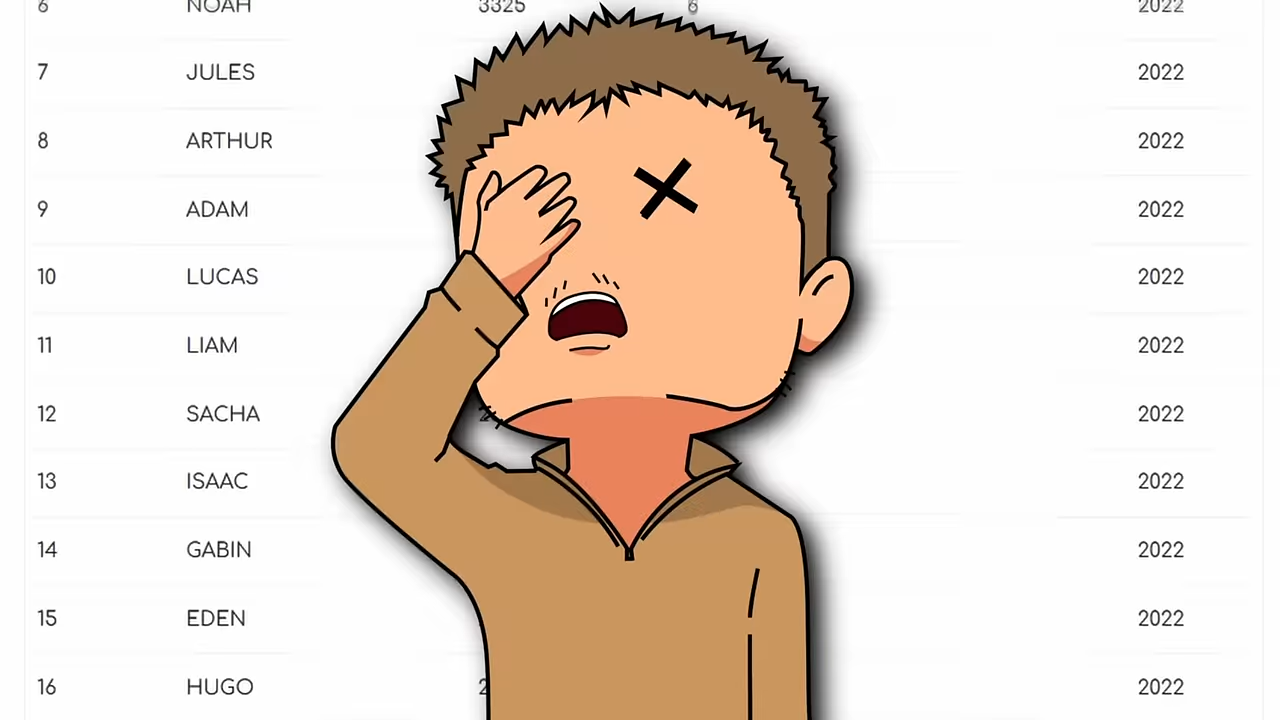 6 NOAH 3325 6 2022
7 JULES 2022
8 ARTHUR 2022
9 ADAM 2022
10 LUCAS 2022
11 LIAM 2022
12 SACHA 2022
13 ISAAC 2022
14 GABIN 2022
15 EDEN 2022
16 HUGO 2 2022